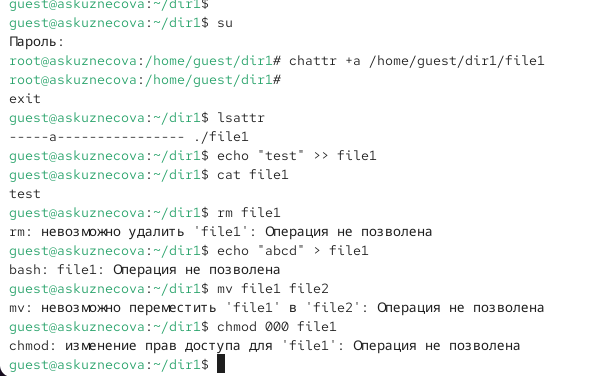 guest@askuznecova:~/dir1$
guest@askuznecova:~/dir1$ su
Пароль:
root@askuznecova:/home/guest/dir1# chattr +a /home/guest/dir1/file1
root@askuznecova:/home/guest/dir1#
exit
guest@askuznecova:~/dir1$ lsattr
-----a---------------- ./file1
guest@askuznecova:~/dir1$ echo "test" >> file1
guest@askuznecova:~/dir1$ cat file1
test
guest@askuznecova:~/dir1$ rm file1
rm: невозможно удалить 'file1': Операция не позволена
guest@askuznecova:~/dir1$ echo "abcd" > file1
bash: file1: Операция не позволена
guest@askuznecova:~/dir1$ mv file1 file2
mv: невозможно переместить 'file1' в 'file2': Операция не позволена
guest@askuznecova:~/dir1$ chmod 000 file1
chmod: изменение прав доступа для 'file1': Операция не позволена
guest@askuznecova:~/dir1$